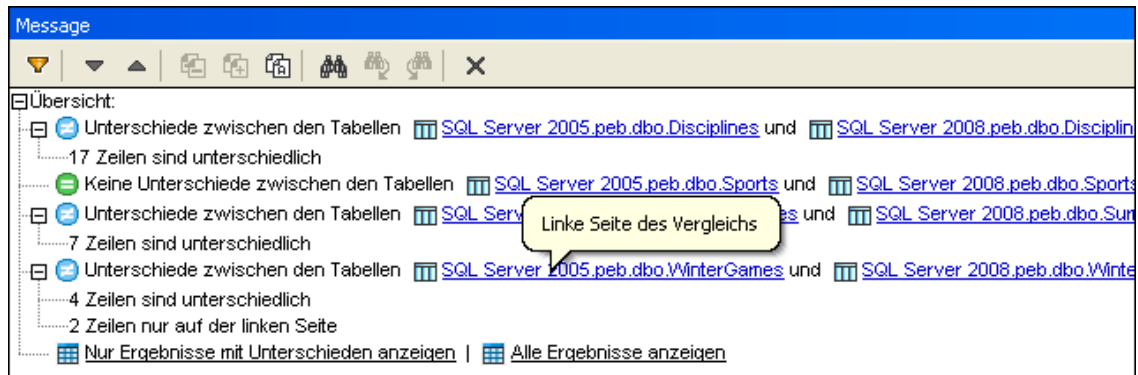 Message
Übersicht:
Unterschiede zwischen den Tabellen SQL Server 2005.peb.dbo.Disciplines und SQL Server 2008.peb.dbo.Disciplin
17 Zeilen sind unterschiedlich
Keine Unterschiede zwischen den Tabellen SQL Server 2005.peb.dbo.Sports und SQL Server 2008.peb.dbo.Sports
Unterschiede zwischen den Tabellen SQL Serv es und SQL Server 2008.peb.dbo.Sum
Linke Seite des Vergleichs
7 Zeilen sind unterschiedlich
Unterschiede zwischen den Tabellen SQL Server 2005.peb.dbo.WinterGames und SQL Server 2008.peb.dbo.Winte
4 Zeilen sind unterschiedlich
2 Zeilen nur auf der linken Seite
Nur Ergebnisse mit Unterschieden anzeigen | Alle Ergebnisse anzeigen